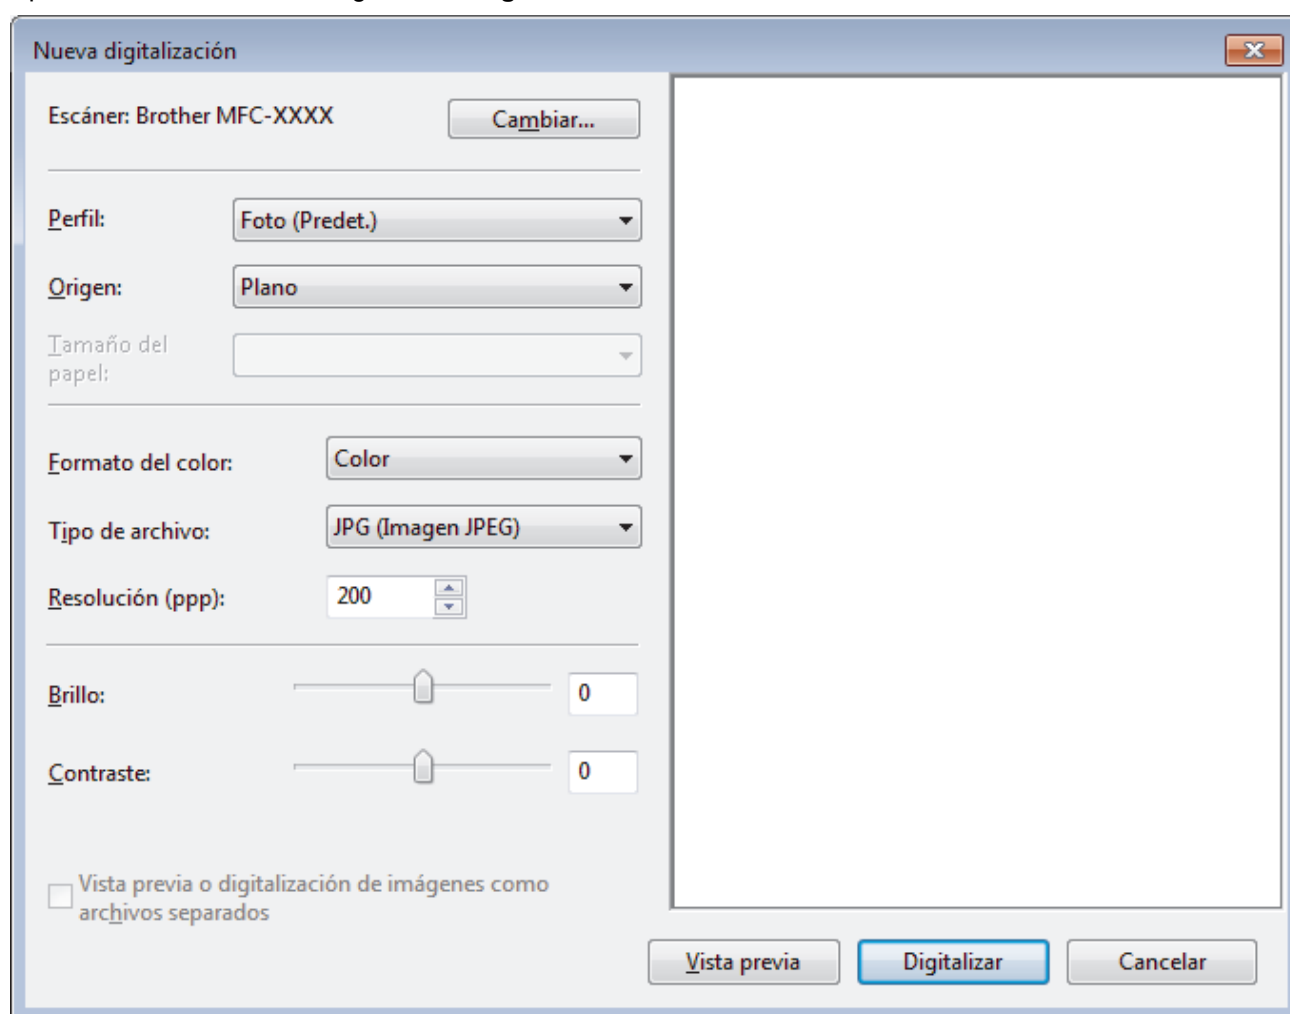 Nueva digitalización
Escáner: Brother MFC-XXXX
Cambiar...
Perfil:
Foto (Predet.)
Origen:
Plano
Tamaño del
papel:
Formato del color:
Color
Tipo de archivo:
JPG (Imagen JPEG)
Resolución (ppp):
200
Brillo:
0
Contraste:
0
Vista previa o digitalización de imágenes como
archivos separados
Vista previa
Digitalizar
Cancelar